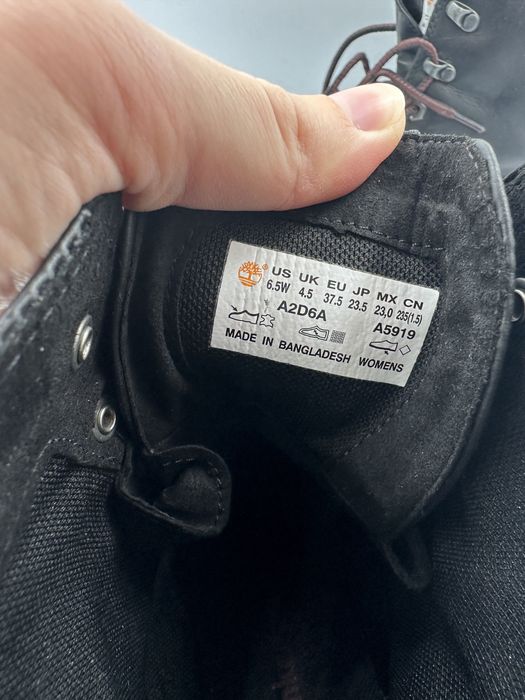 US UK EU JP MX CN
6.5W 4.5 37.5 23.5 23,0 235(1.5)
A2D6A A5919
MADE IN BANGLADESH WOMENS